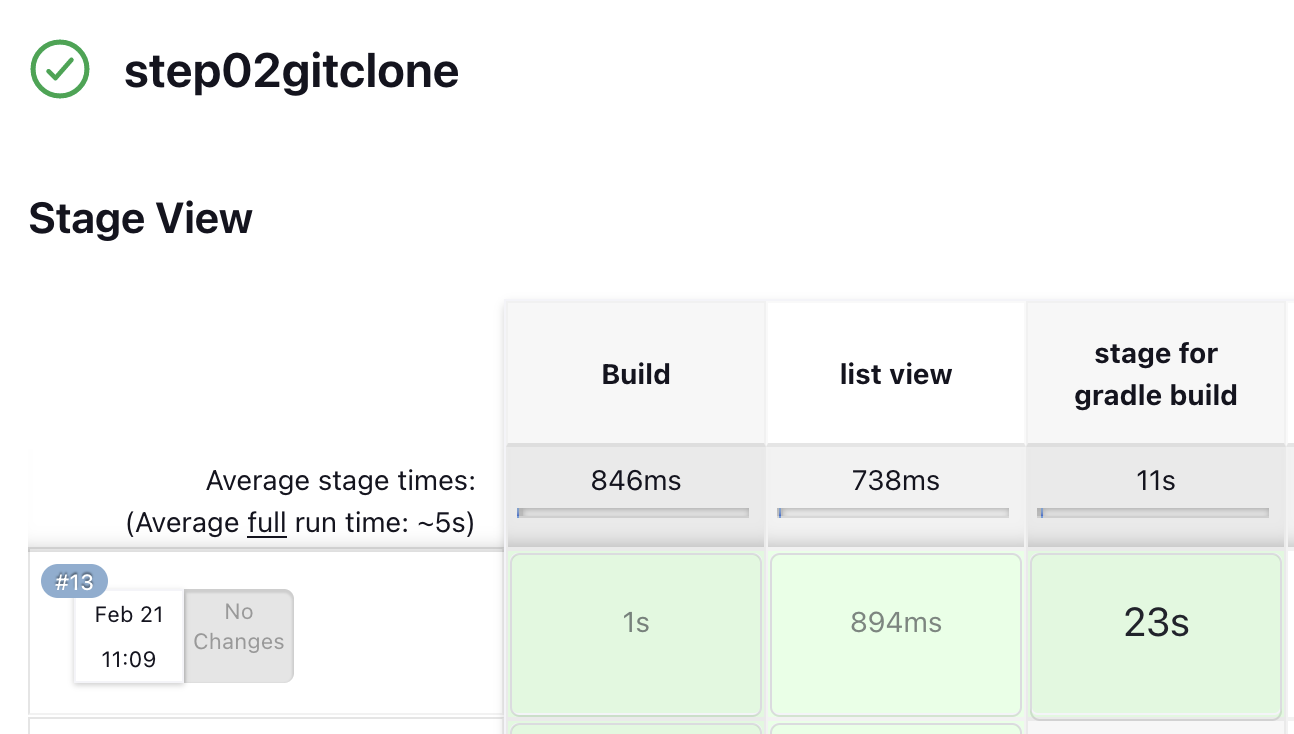 step02gitclone
Stage View
Build
list view
stage for
gradle build
Average stage times:
(Average full run time: ~5s)
846ms
738ms
11s
#13
Feb 21
11:09
No
Changes
1s
894ms
23s